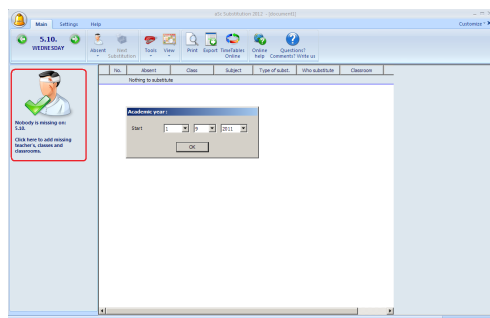 aSc Substitution 2012 - [document1]
Main Settings Help
Customize
5.10.
WEDNESDAY
Absent Next Substitution Tools View Print Export TimeTables Online Online help Questions? Comments? Write us
no. Absent Class Subject Type of subst. Who substitute Classroom
Nothing to substitute
Nobody is missing on:
5.10.
Click here to add missing
teacher's, classes and
classrooms.
Academic year:
Start 1 9 2011
OK